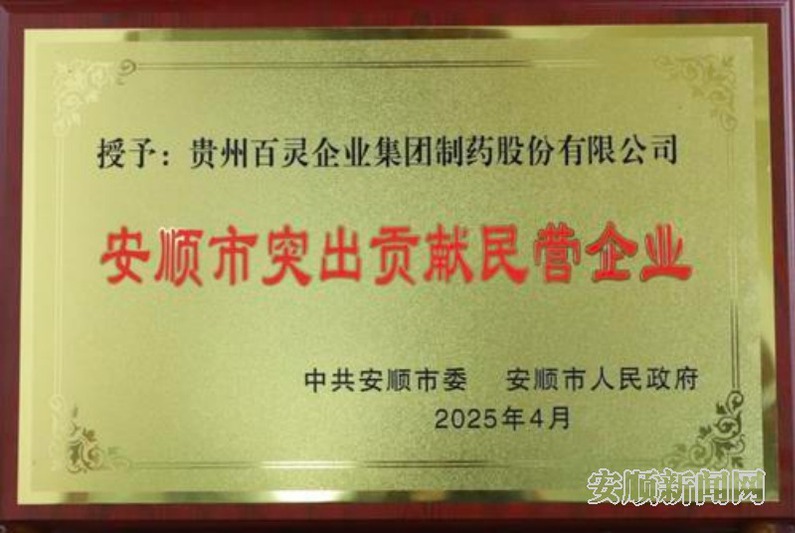 授予：贵州百灵企业集团制药股份有限公司
安顺市突出贡献民营企业
中共安顺市委 安顺市人民政府
2025年4月
安顺新闻网